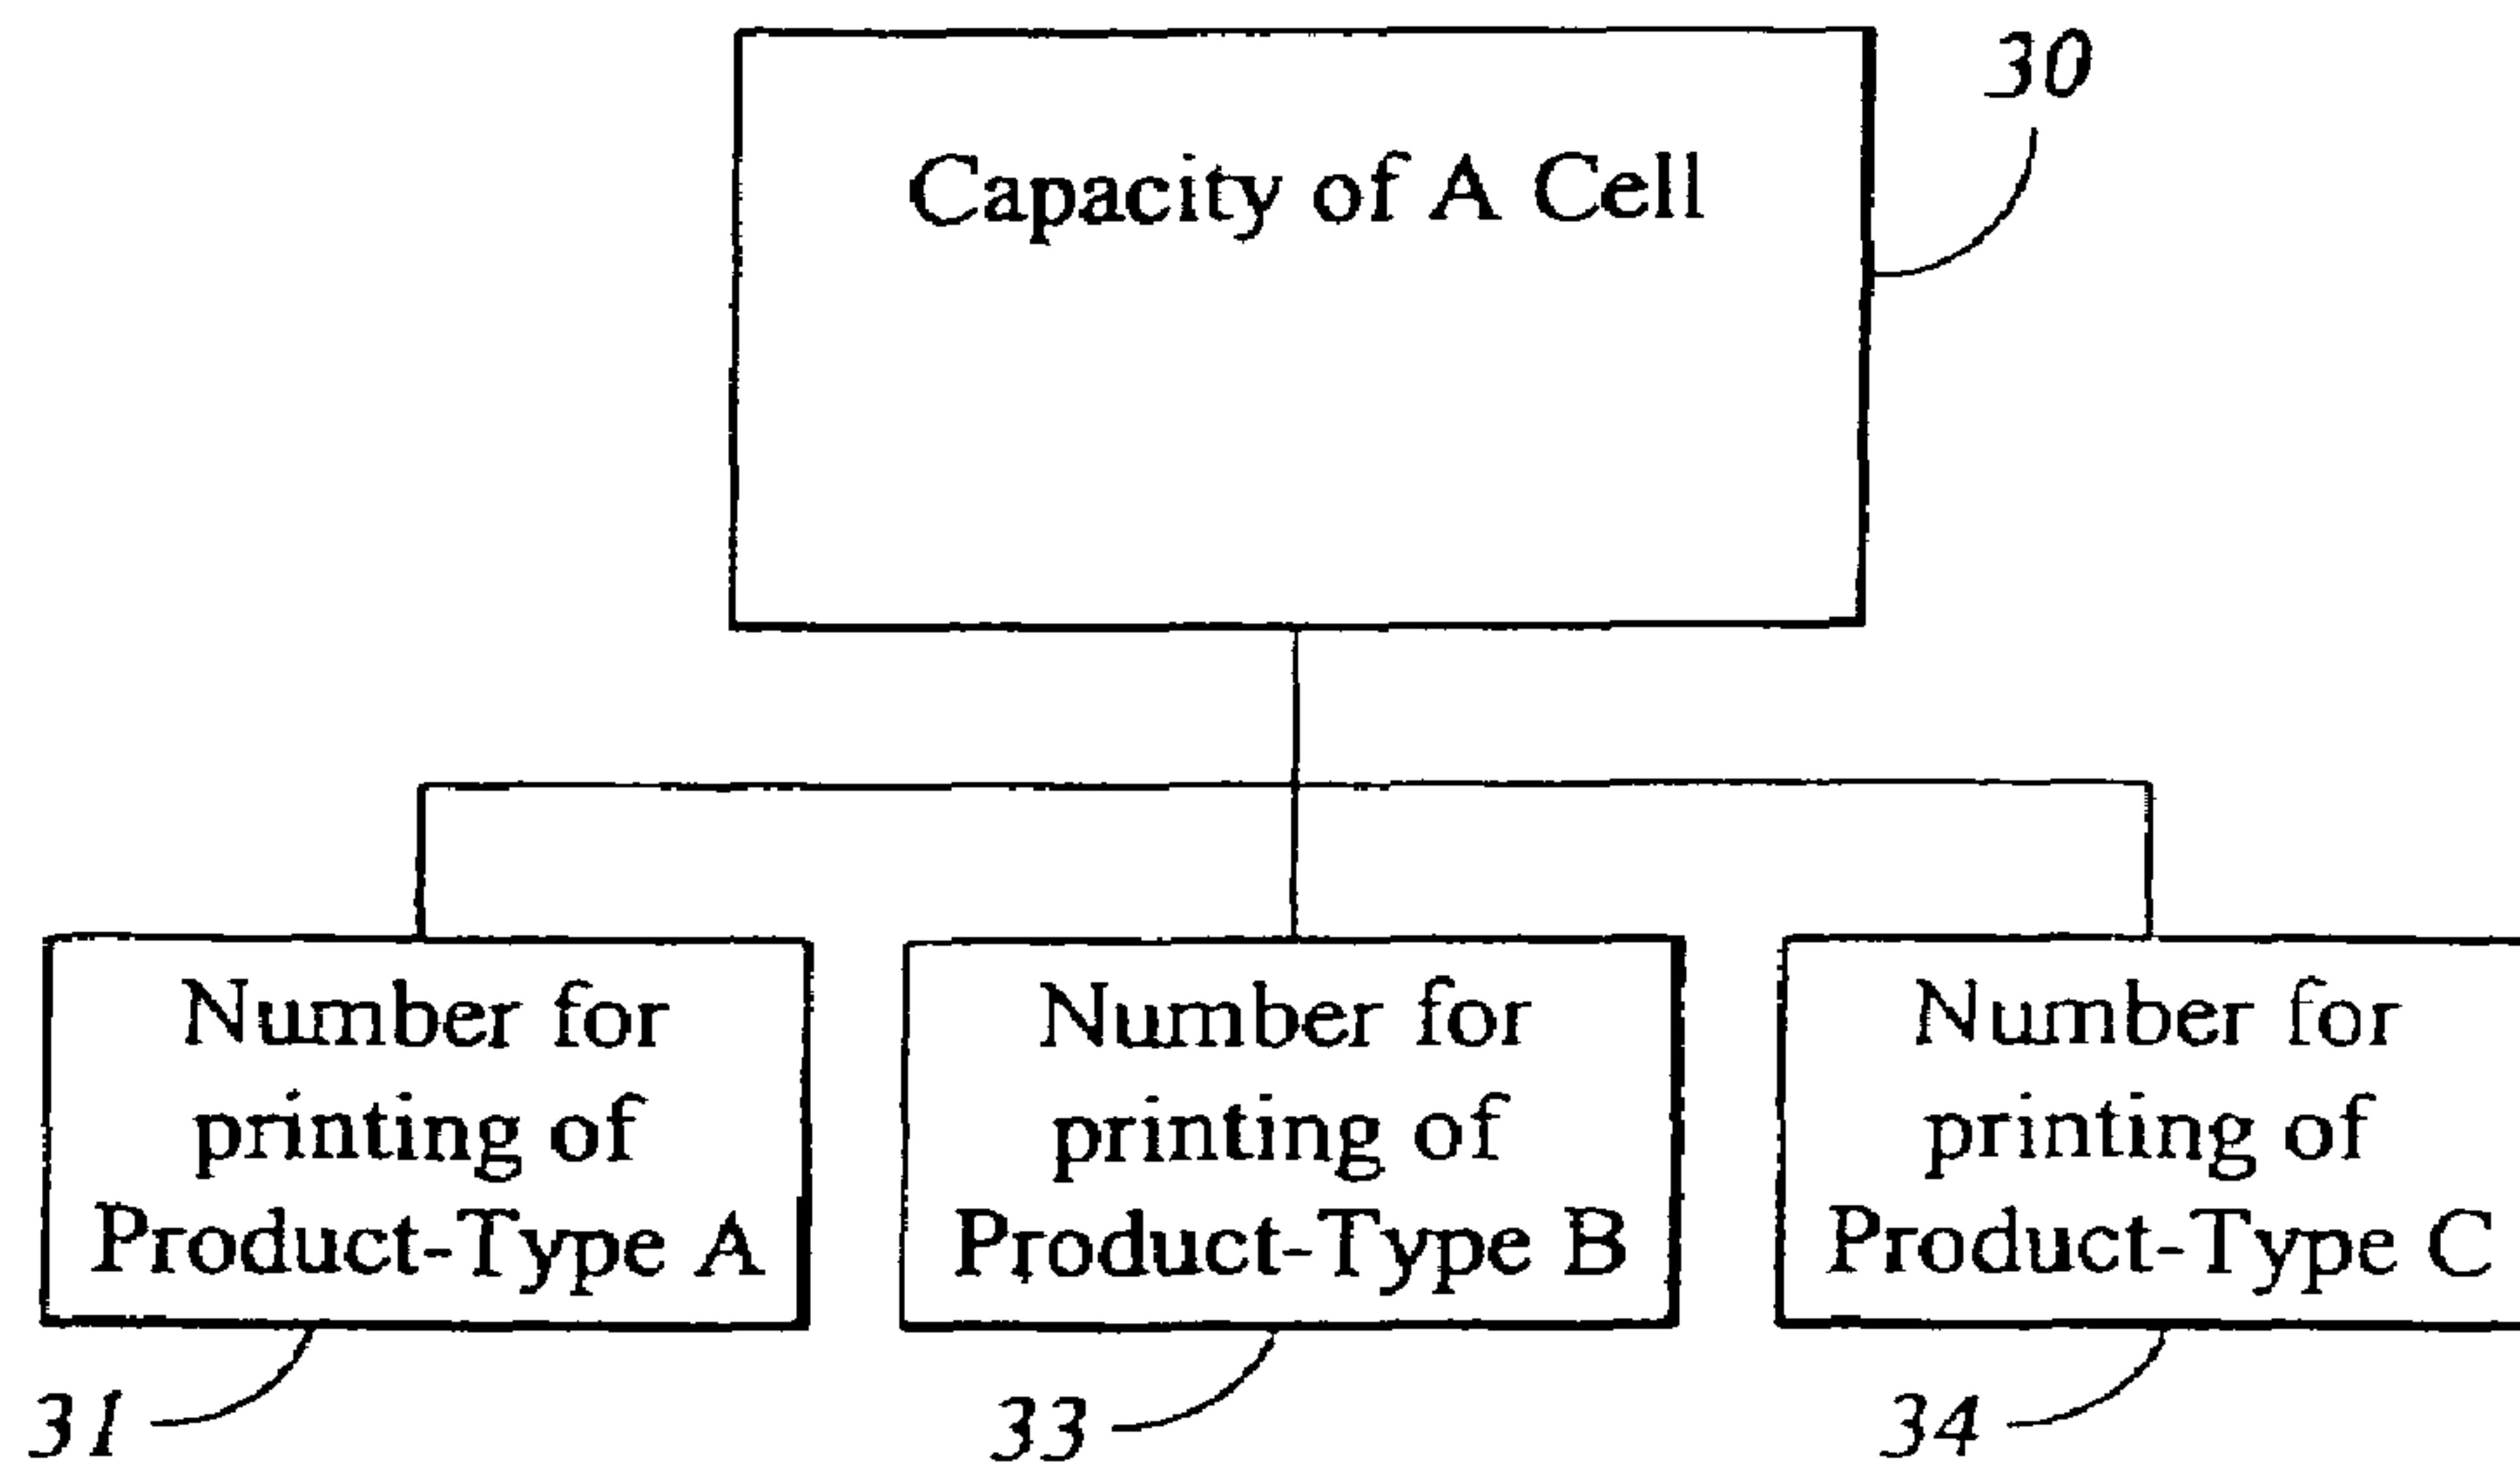 30
Capacity of A Cell
Number for
printing of
Product-Type A
Number for
printing of
Product-Type B
Number for
printing of
Product-Type C
31
33
34